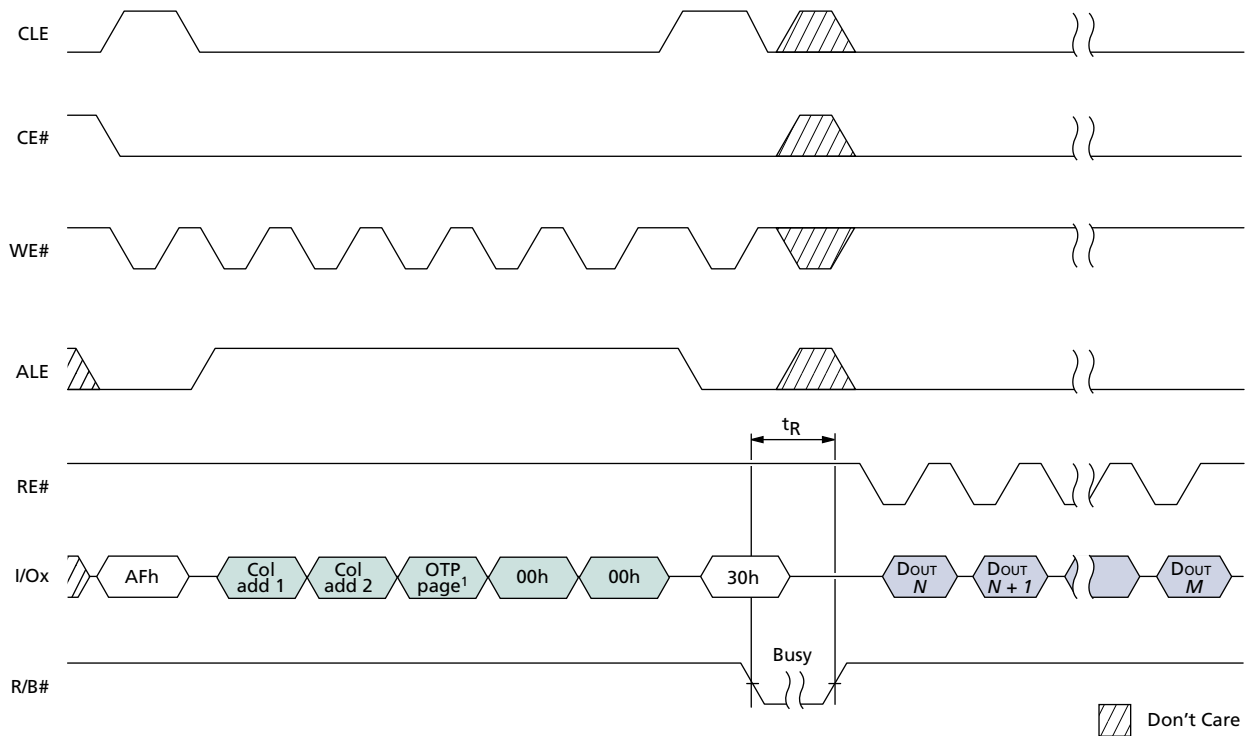 CLE
CE#
WE#
ALE
tR
RE#
I/Ox
AFh
Col
add 1
Col
add 2
OTP
page1
00h
00h
30h
DOUT
N
DOUT
N + 1
DOUT
M
Busy
R/B#
Don't Care